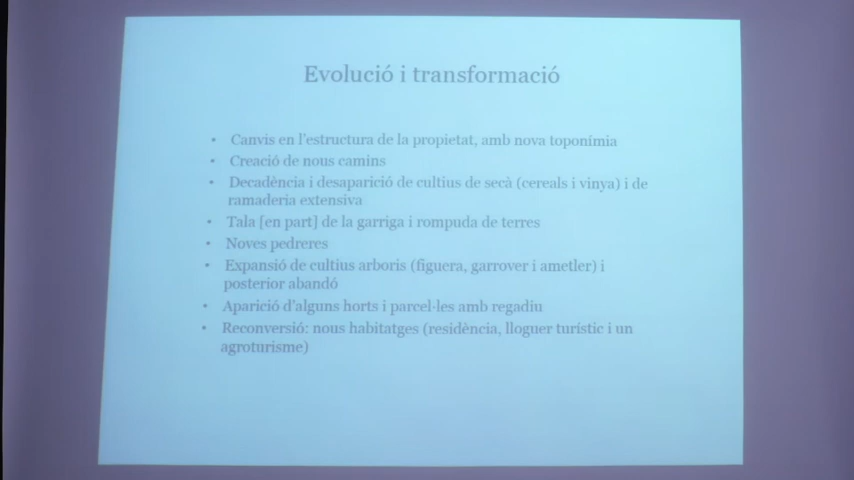 Evolució i transformació
• Canvis en l'estructura de la propietat, amb nova toponímia
• Creació de nous camins
• Decadència i desaparició de cultius de secà (cereals i vinya) i de
ramaderia extensiva
• Tala [en part] de la garriga i rompuda de terres
• Noves pedreres
• Expansió de cultius arboris (figuera, garrover i ametler) i
posterior abandó
• Aparició d'alguns horts i parcel·les amb regadiu
• Reconversió: nous habitatges (residència, lloguer turístic i un
agroturisme)